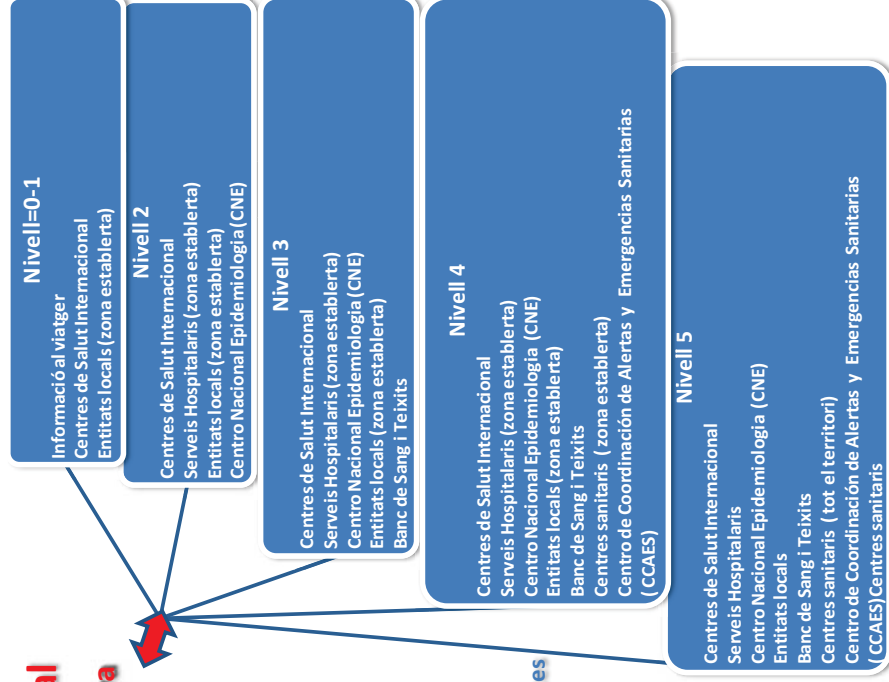 al
a
es
Nivell=0-1
Informació al viatger
Centres de Salut Internacional
Entitats locals (zona establerta)
Nivell 2
Centres de Salut Internacional
Serveis Hospitalaris (zona establerta)
Entitats locals (zona establerta)
Centro Nacional Epidemiologia (CNE)
Nivell 3
Centres de Salut Internacional
Serveis Hospitalaris (zona establerta)
Centro Nacional Epidemiologia (CNE)
Entitats locals (zona establerta)
Banc de Sang i Teixits
Nivell 4
Centres de Salut Internacional
Serveis Hospitalaris (zona establerta)
Centro Nacional Epidemiologia (CNE)
Entitats locals (zona establerta)
Banc de Sang i Teixits
Centres sanitaris ( zona establerta)
Centro de Coordinación de Alertas y Emergencias Sanitarias
(CCAES)
Nivell 5
Centres de Salut Internacional
Serveis Hospitalaris
Centro Nacional Epidemiologia (CNE)
Entitats locals
Banc de Sang i Teixits
Centres sanitaris ( tot el territori)
Centro de Coordinación de Alertas y Emergencias Sanitarias
(CCAES)Centres sanitaris